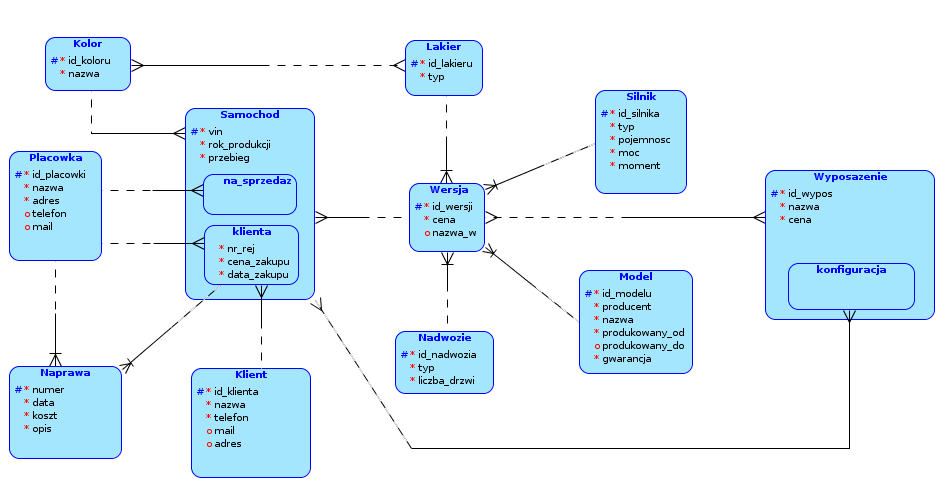 Kolor
#* id_koloru
* nazwa
Lakier
#* id_lakieru
* typ
Silnik
#* id_silnika
* typ
* pojemnosc
* moc
* moment
Samochod
#* vin
* rok_produkcji
* przebieg
na_sprzedaz
klienta
* nr_rej
* cena_zakupu
* data_zakupu
Placowka
#* id_placowki
* nazwa
* adres
o telefon
o mail
Wersja
#* id_wersji
* cena
o nazwa_w
Wyposazenie
#* id_wypos
* nazwa
* cena
konfiguracja
Model
#* id_modelu
* producent
* nazwa
* produkowany_od
o produkowany_do
* gwarancja
Nadwozie
#* id_nadwozia
* typ
* liczba_drzwi
Naprawa
#* numer
* data
* koszt
* opis
Klient
#* id_klienta
* nazwa
* telefon
o mail
o adres